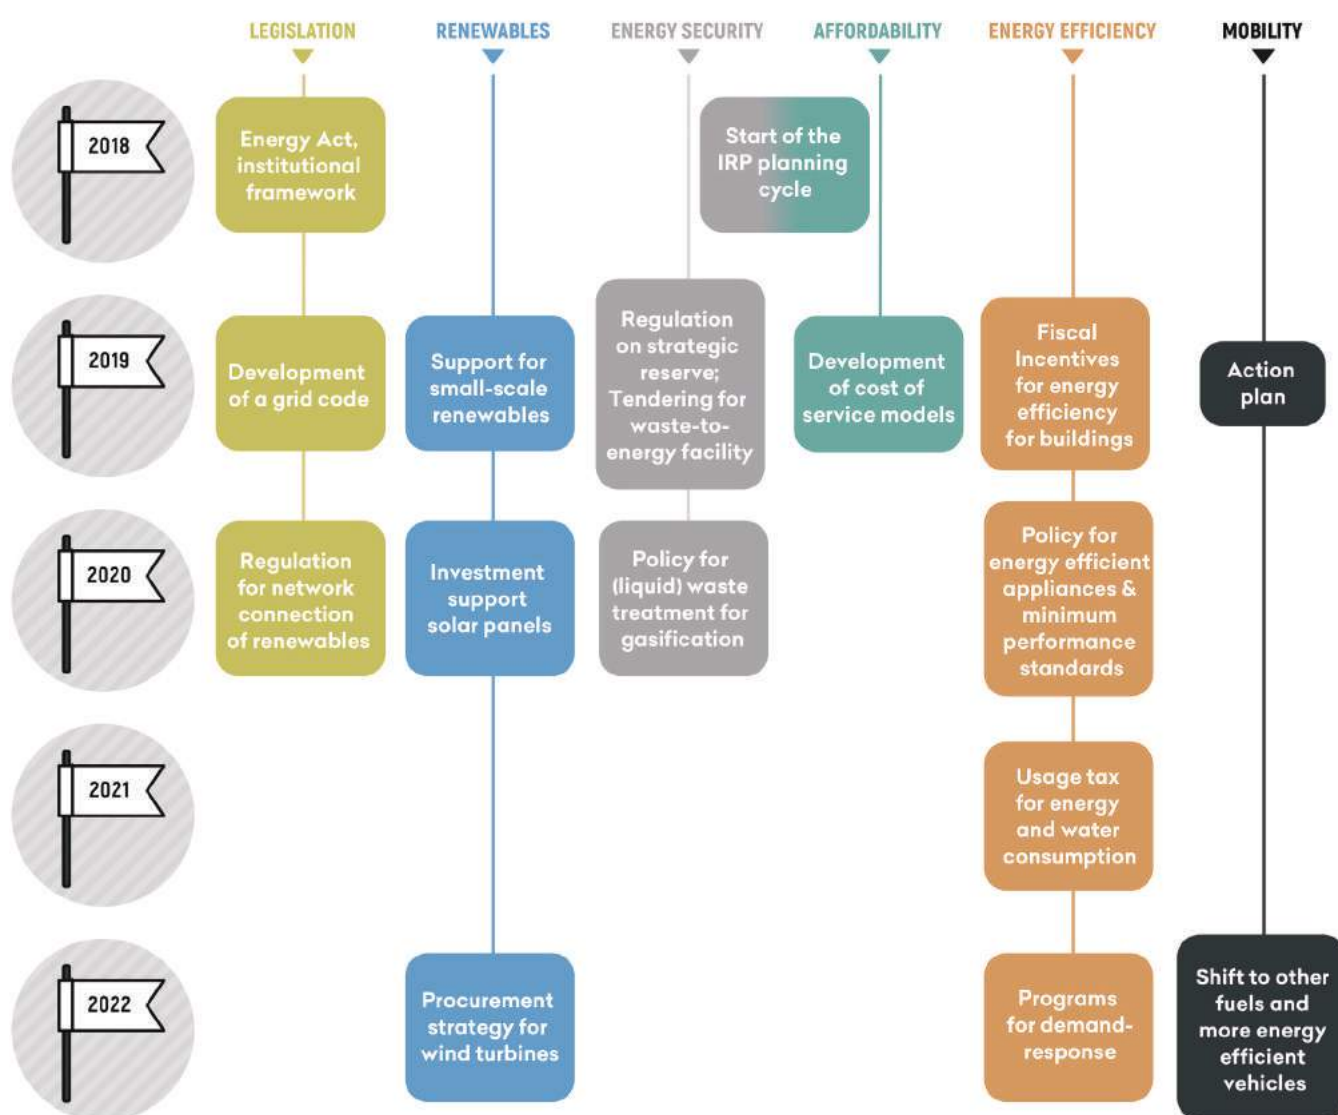 LEGISLATION
RENEWABLES
ENERGY SECURITY
AFFORDABILITY
ENERGY EFFICIENCY
MOBILITY
2018
Energy Act,
institutional
framework
Start of the
IRP planning
cycle
2019
Development
of a grid code
Support for
small-scale
renewables
Regulation
on strategic
reserve;
Tendering for
waste-to-
energy facility
Development
of cost of
service models
Fiscal
Incentives
for energy
efficiency
for buildings
Action
plan
2020
Regulation
for network
connection
of renewables
Investment
support
solar panels
Policy for
(liquid) waste
treatment for
gasification
Policy for
energy efficient
appliances &
minimum
performance
standards
2021
Usage tax
for energy
and water
consumption
2022
Procurement
strategy for
wind turbines
Programs
for demand-
response
Shift to other
fuels and
more energy
efficient
vehicles